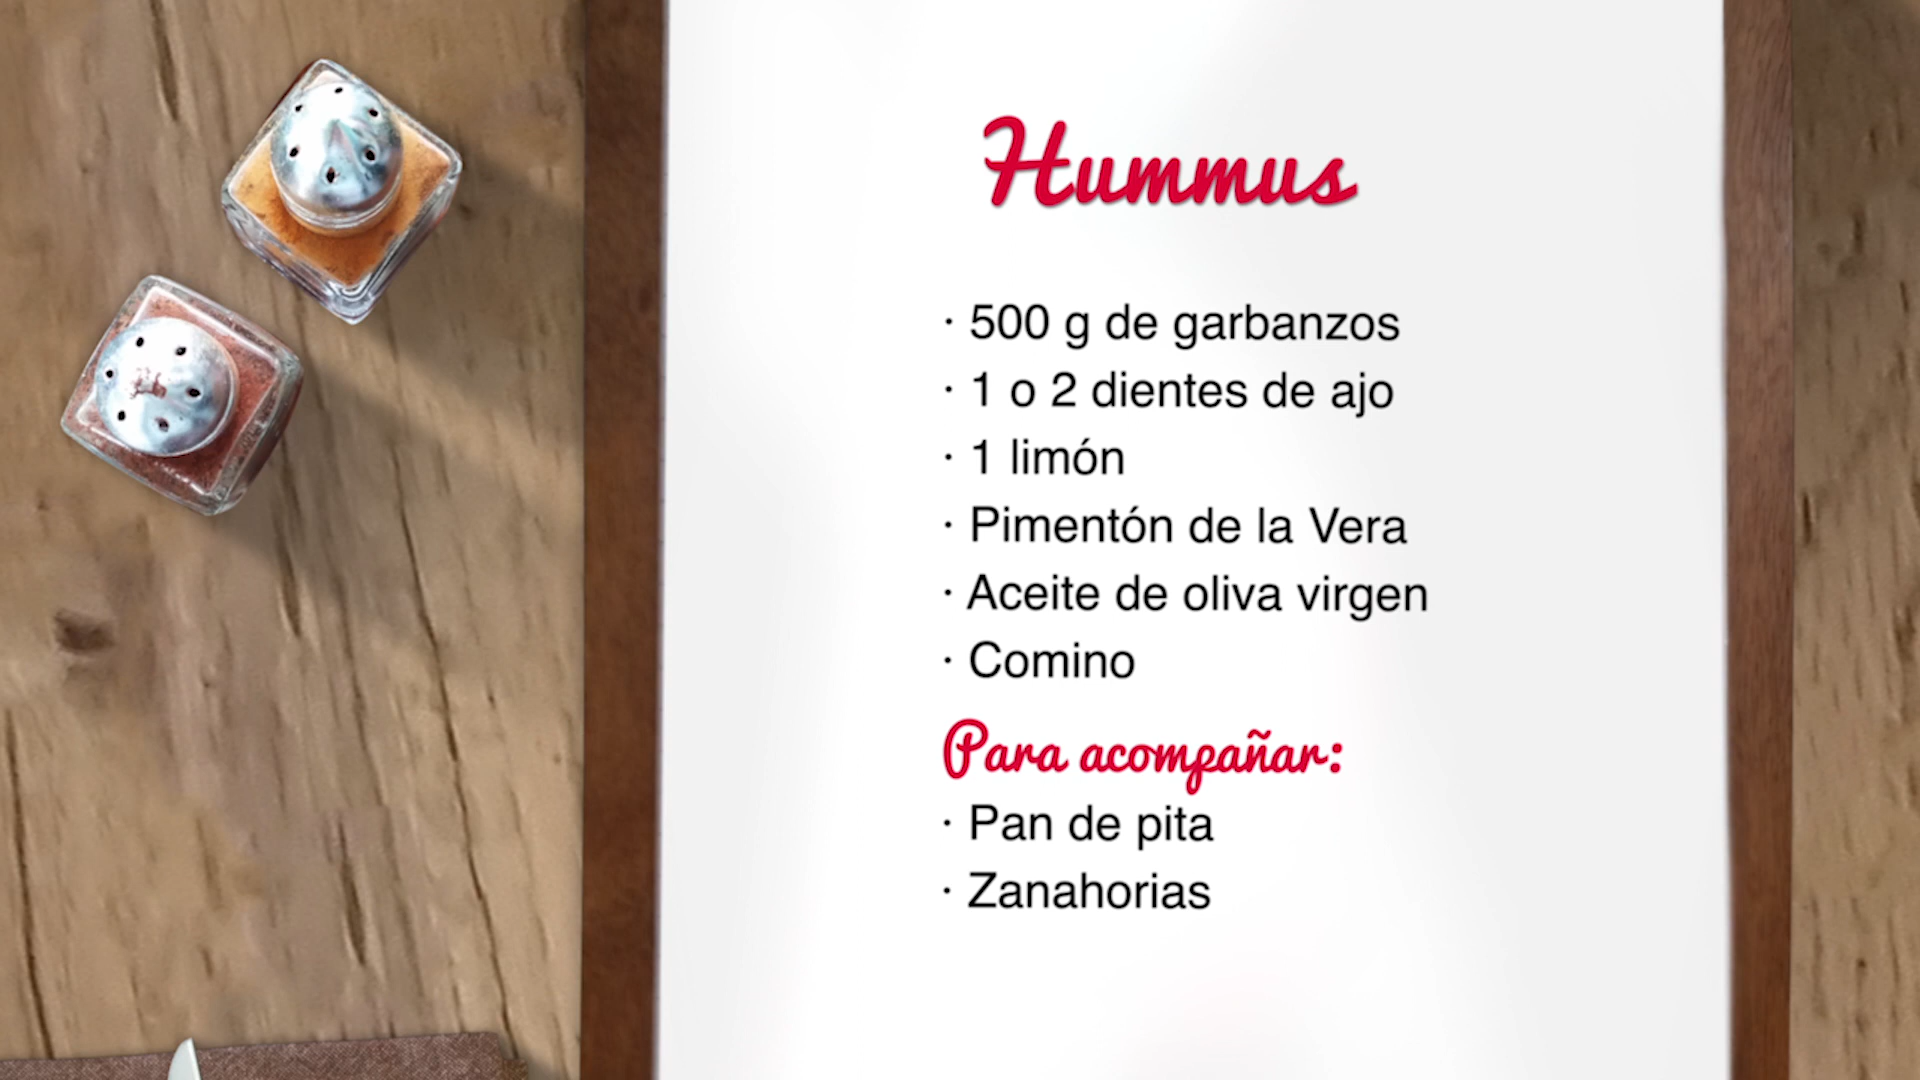 Hummus
· 500 g de garbanzos
· 1 o 2 dientes de ajo
· 1 limón
· Pimentón de la Vera
· Aceite de oliva virgen
· Comino
Para acompañar:
· Pan de pita
· Zanahorias